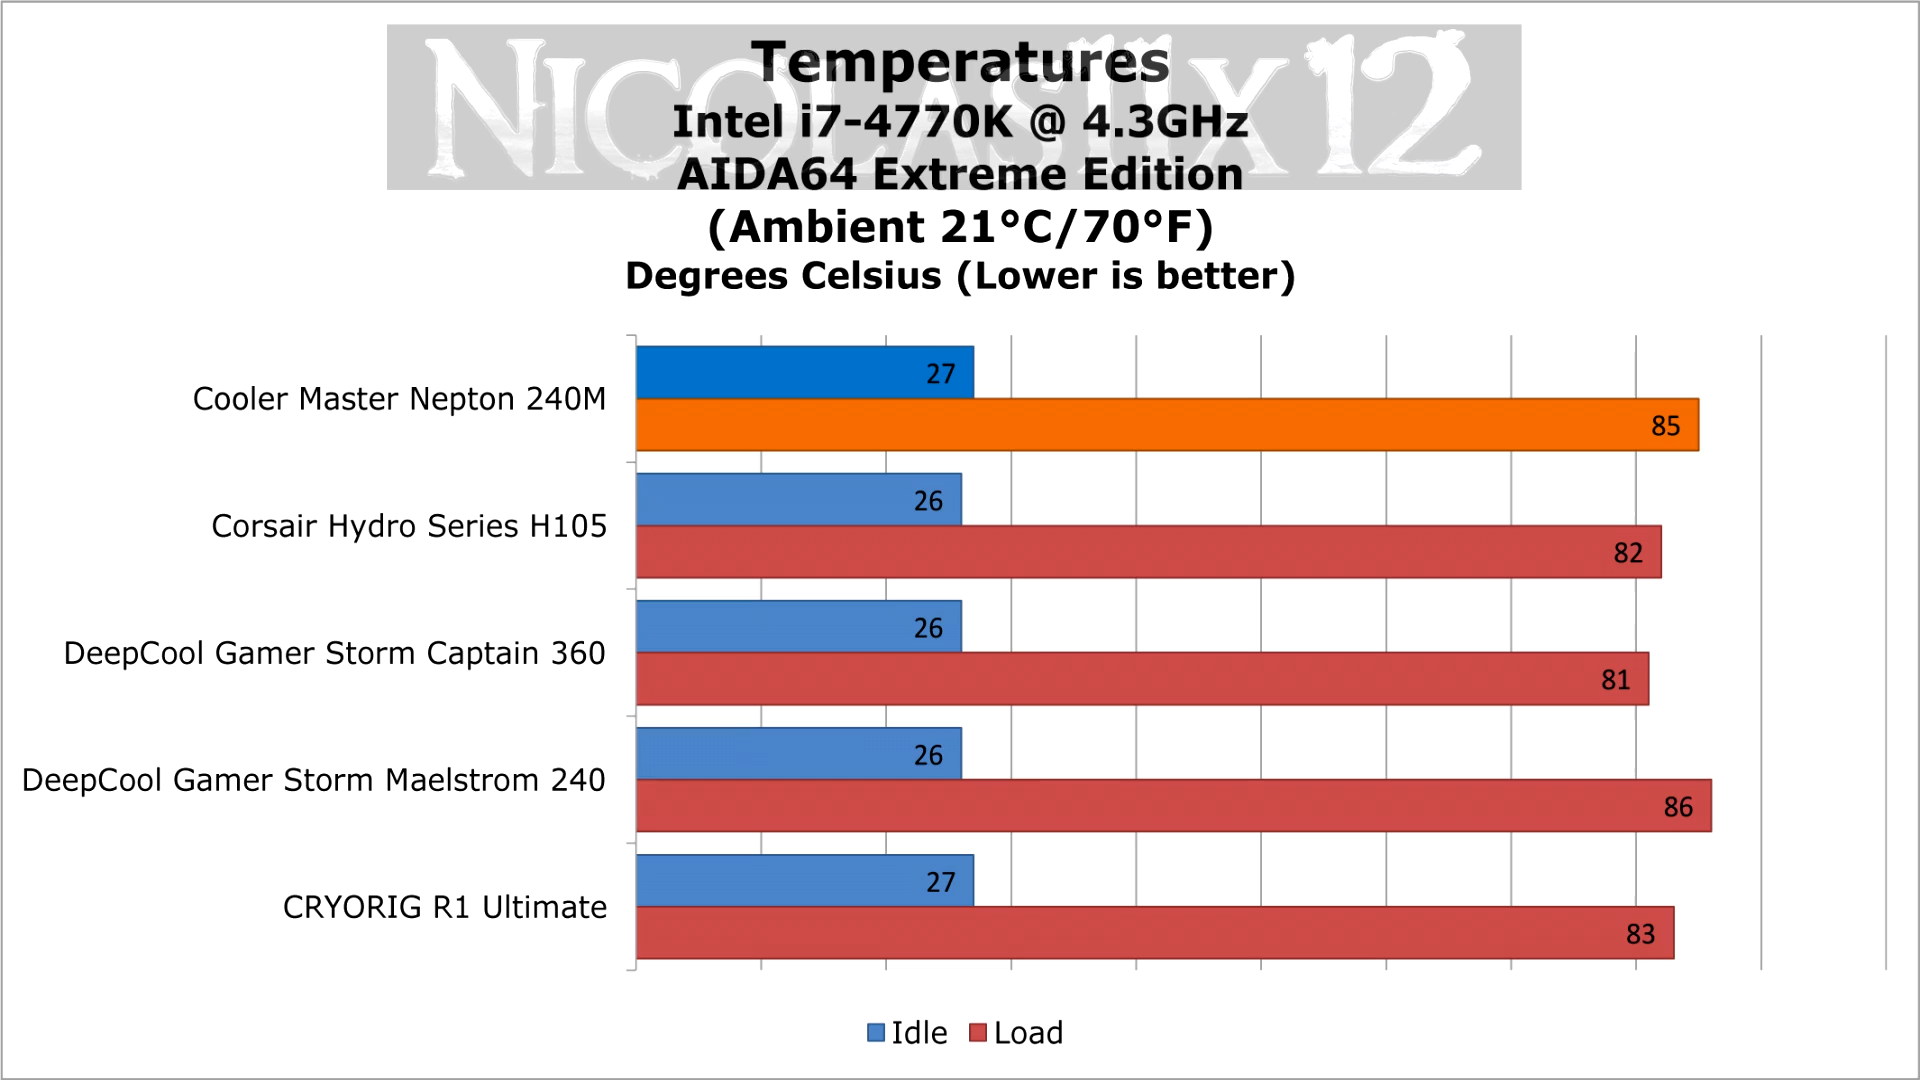 Nicolas11x12
Temperatures
Intel i7-4770K @ 4.3GHz
AIDA64 Extreme Edition
(Ambient 21°C/70°F)
Degrees Celsius (Lower is better)
Cooler Master Nepton 240M
27
85
Corsair Hydro Series H105
26
82
DeepCool Gamer Storm Captain 360
26
81
DeepCool Gamer Storm Maelstrom 240
26
86
CRYORIG R1 Ultimate
27
83
Idle Load